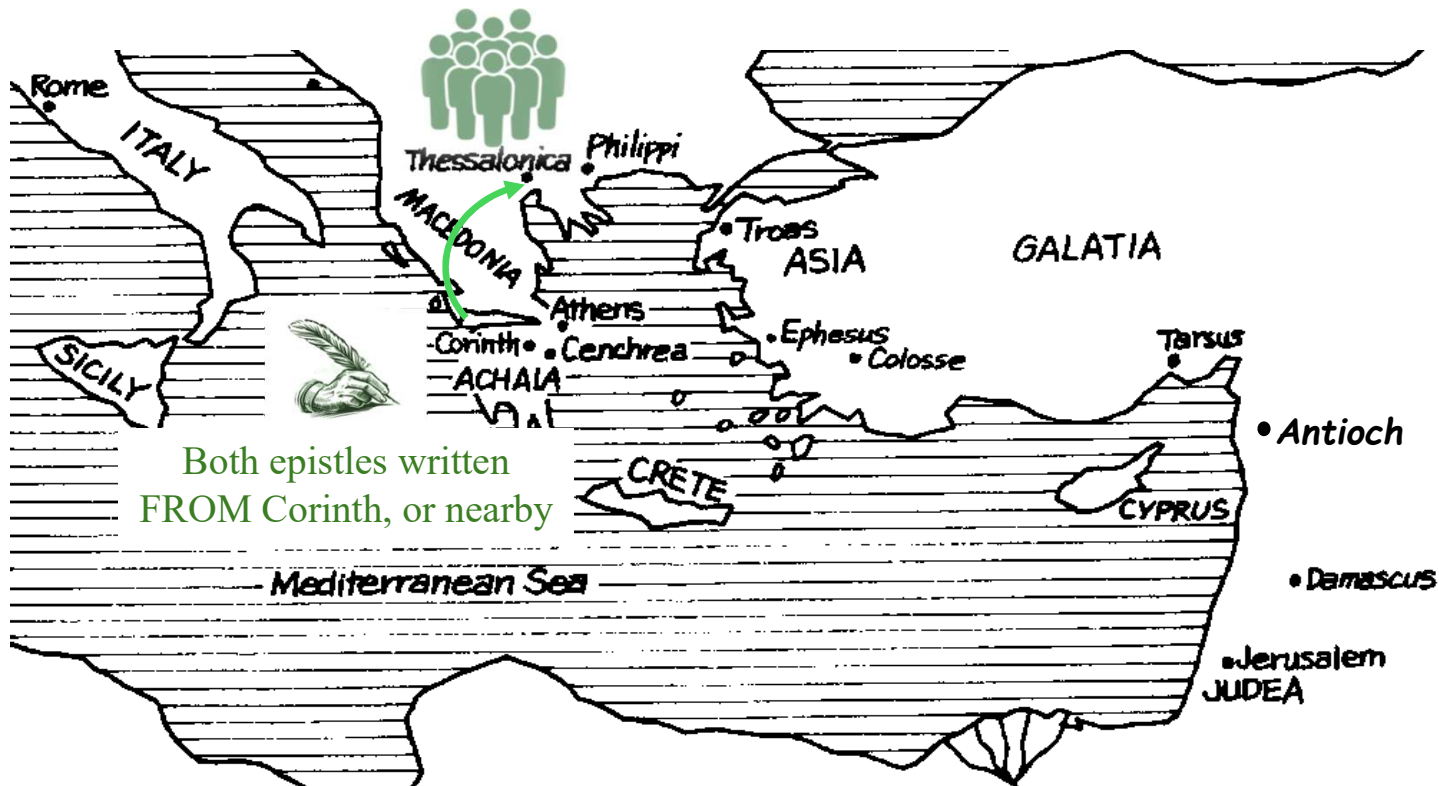 Rome
ITALY
Thessalonica
Philippi
MACEDONIA
Troas
ASIA
GALATIA
Athens
Corinth
Cenchrea
ACHAIA
Ephesus
Colosse
Tarsus
SICILY
Antioch
Both epistles written
FROM Corinth, or nearby
CRETE
CYPRUS
Mediterranean Sea
Damascus
Jerusalem
JUDEA